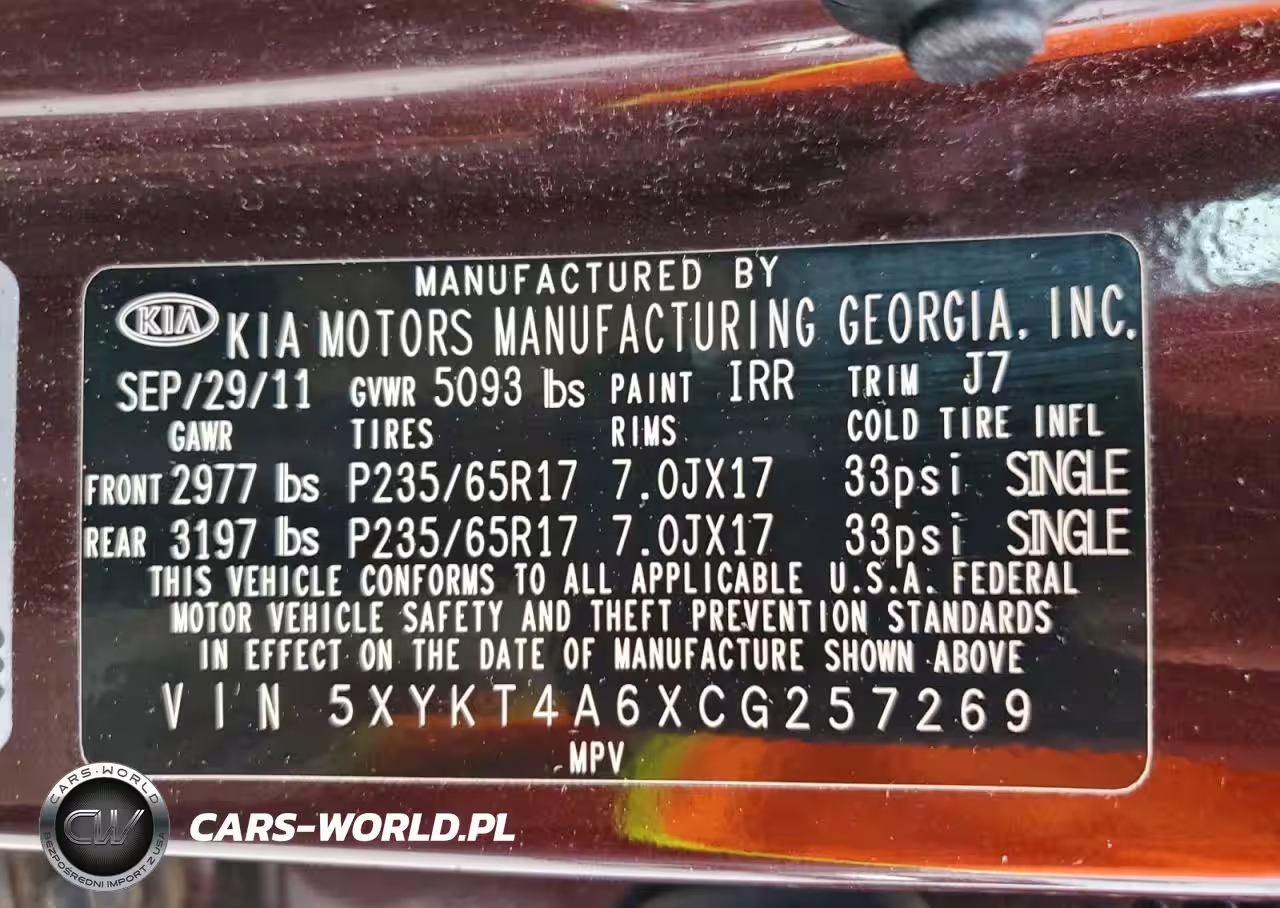 MANUFACTURED BY
KIA KIA MOTORS MANUFACTURING GEORGIA, INC.
SEP/29/11 GVWR 5093 lbs PAINT IRR TRIM J7
GAWR TIRES RIMS COLD TIRE INFL
FRONT 2977 lbs P235/65R17 7.0JX17 33psi SINGLE
REAR 3197 lbs P235/65R17 7.0JX17 33psi SINGLE
THIS VEHICLE CONFORMS TO ALL APPLICABLE U.S.A. FEDERAL
MOTOR VEHICLE SAFETY AND THEFT PREVENTION STANDARDS
IN EFFECT ON THE DATE OF MANUFACTURE SHOWN ABOVE
VIN 5XYKT4A6XCG257269
MPV
CARS-WORLD
CW
BEZPOŚREDNI IMPORT Z USA
CARS-WORLD.PL